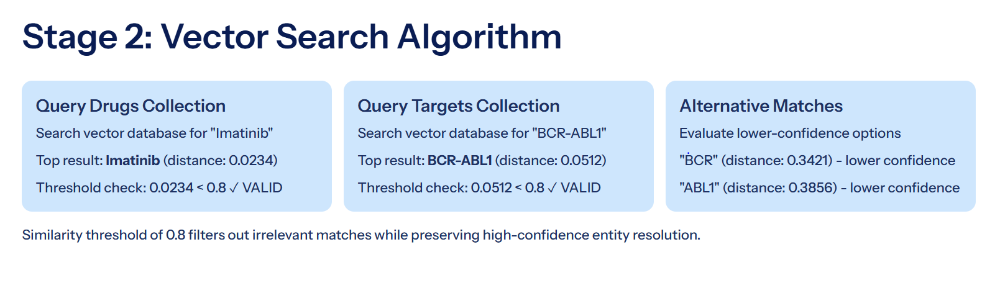 Stage 2: Vector Search Algorithm
Query Drugs Collection
Search vector database for "Imatinib"
Top result: Imatinib (distance: 0.0234)
Threshold check: 0.0234 < 0.8 ✓ VALID
Query Targets Collection
Search vector database for "BCR-ABL1"
Top result: BCR-ABL1 (distance: 0.0512)
Threshold check: 0.0512 < 0.8 ✓ VALID
Alternative Matches
Evaluate lower-confidence options
"BCR" (distance: 0.3421) - lower confidence
"ABL1" (distance: 0.3856) - lower confidence
Similarity threshold of 0.8 filters out irrelevant matches while preserving high-confidence entity resolution.